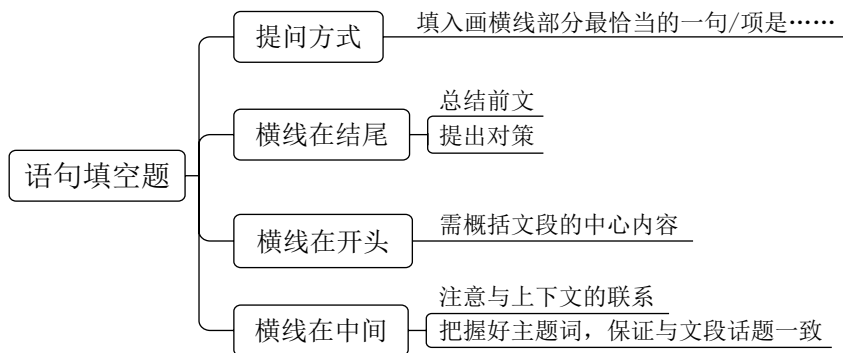 语句填空题
提问方式
填入画横线部分最恰当的一句/项是……
横线在结尾
总结前文
提出对策
横线在开头
需概括文段的中心内容
横线在中间
注意与上下文的联系
把握好主题词，保证与文段话题一致